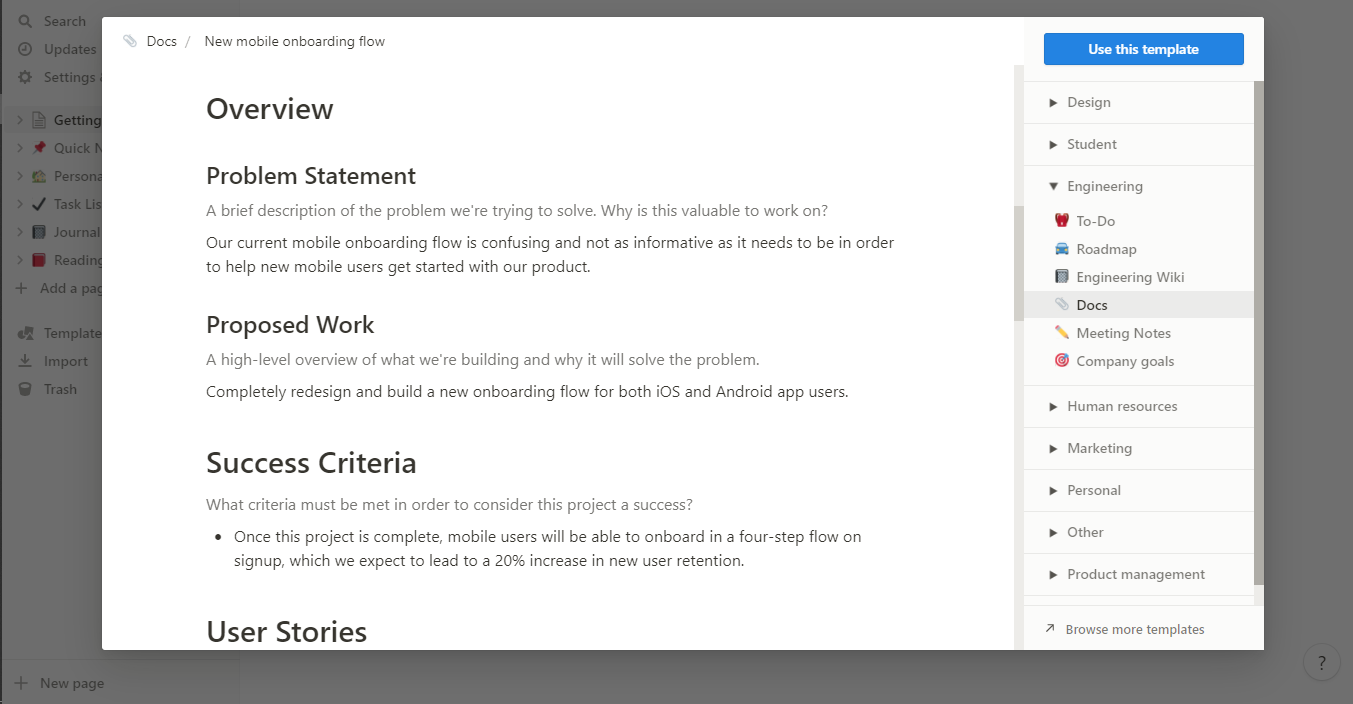 Search
Updates
Settings
Getting
Quick N
Persona
Task Lis
Journal
Reading
Add a pag
Template
Import
Trash
New page
Docs / New mobile onboarding flow
Overview
Problem Statement
A brief description of the problem we're trying to solve. Why is this valuable to work on?
Our current mobile onboarding flow is confusing and not as informative as it needs to be in order
to help new mobile users get started with our product.
Proposed Work
A high-level overview of what we're building and why it will solve the problem.
Completely redesign and build a new onboarding flow for both iOS and Android app users.
Success Criteria
What criteria must be met in order to consider this project a success?
• Once this project is complete, mobile users will be able to onboard in a four-step flow on
signup, which we expect to lead to a 20% increase in new user retention.
User Stories
Use this template
Design
Student
Engineering
To-Do
Roadmap
Engineering Wiki
Docs
Meeting Notes
Company goals
Human resources
Marketing
Personal
Other
Product management
Browse more templates
?